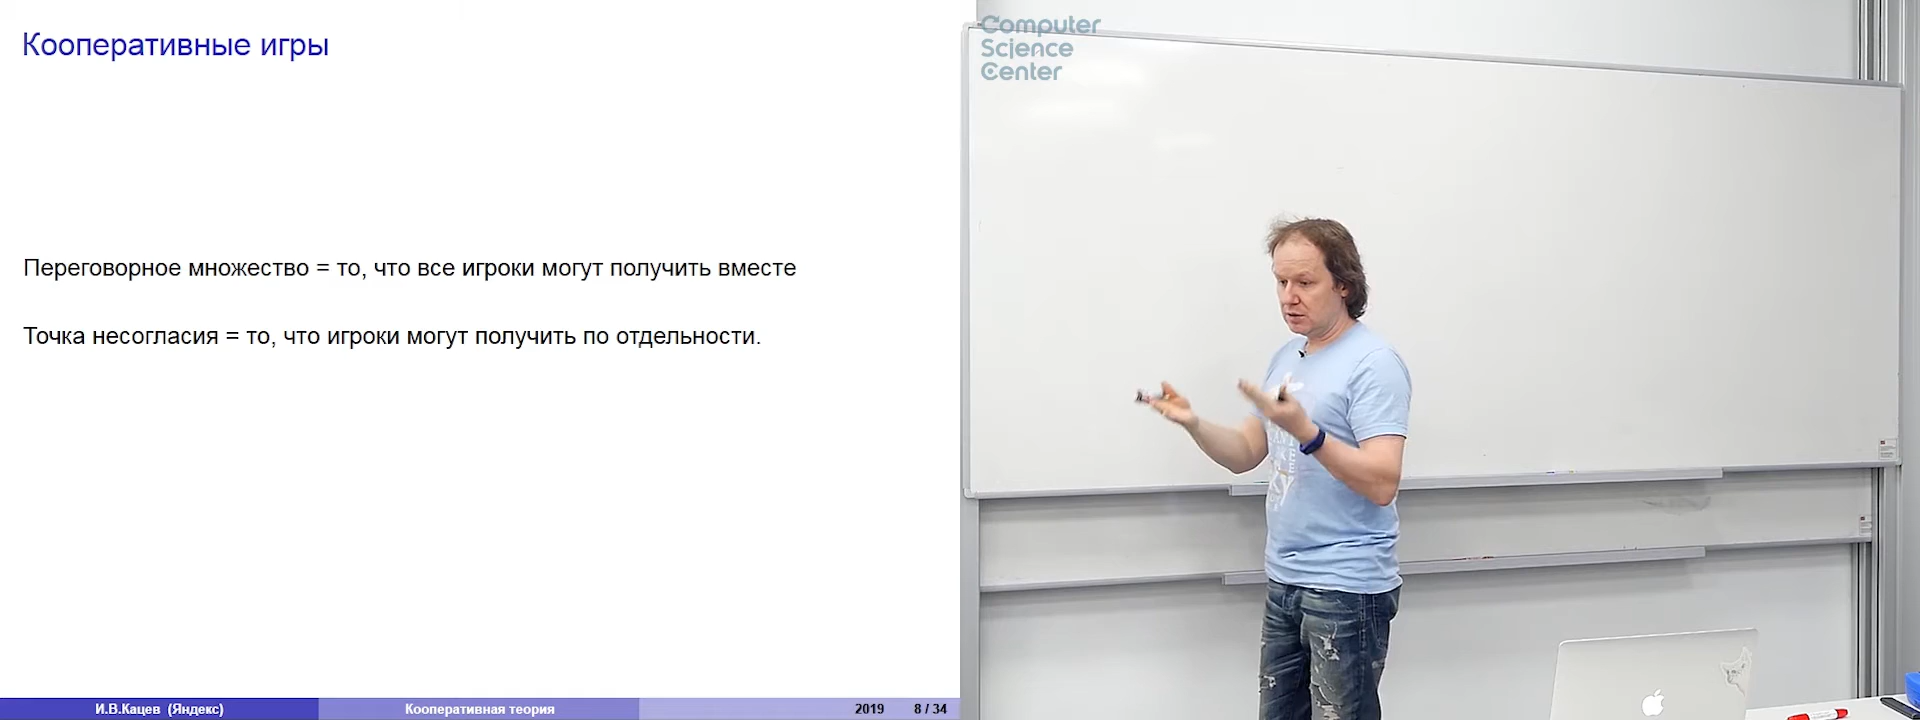 Кооперативные игры
Переговорное множество = то, что все игроки могут получить вместе
Точка несогласия = то, что игроки могут получить по отдельности.
И.В.Кацев (Яндекс)
Кооперативная теория
2019
8 / 34
Computer
Science
Center